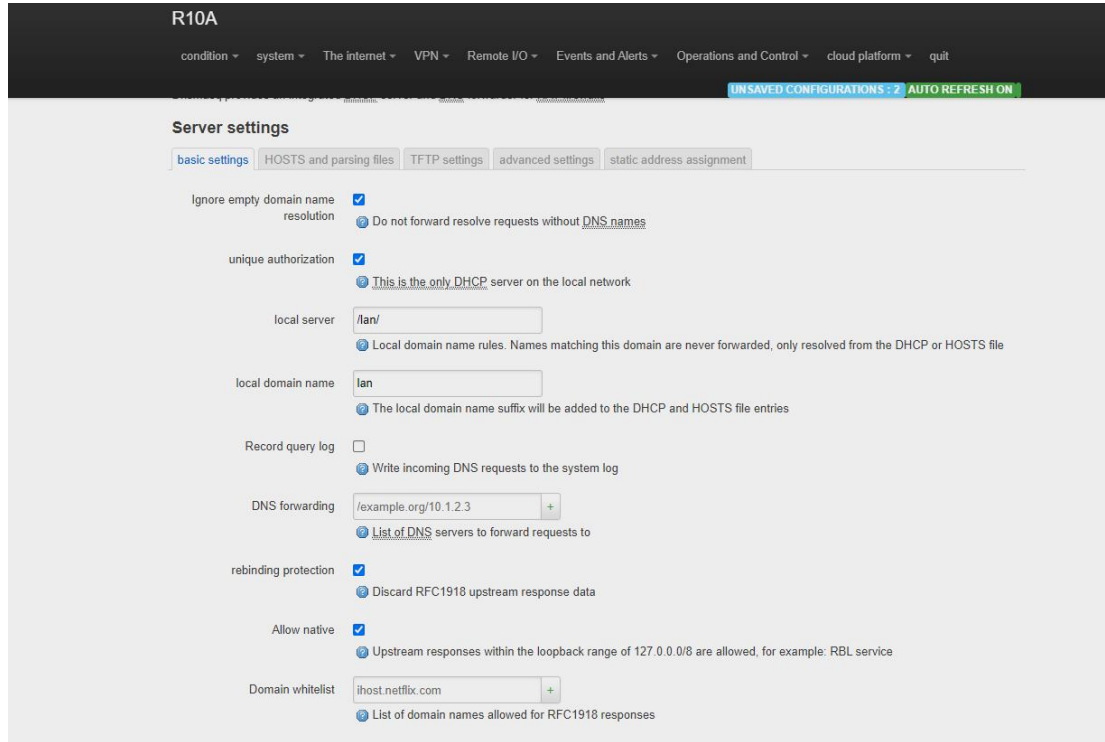 R10A
condition system The internet VPN Remote I/O Events and Alerts Operations and Control cloud platform quit
UNSAVED CONFIGURATIONS : 2 AUTO REFRESH ON
Server settings
basic settings HOSTS and parsing files TFTP settings advanced settings static address assignment
Ignore empty domain name
resolution
Do not forward resolve requests without DNS names
unique authorization
This is the only DHCP server on the local network
local server /lan/
Local domain name rules. Names matching this domain are never forwarded, only resolved from the DHCP or HOSTS file
local domain name lan
The local domain name suffix will be added to the DHCP and HOSTS file entries
Record query log
Write incoming DNS requests to the system log
DNS forwarding /example.org/10.1.2.3 +
List of DNS servers to forward requests to
rebinding protection
Discard RFC1918 upstream response data
Allow native
Upstream responses within the loopback range of 127.0.0.0/8 are allowed, for example: RBL service
Domain whitelist ihost.netflix.com +
List of domain names allowed for RFC1918 responses